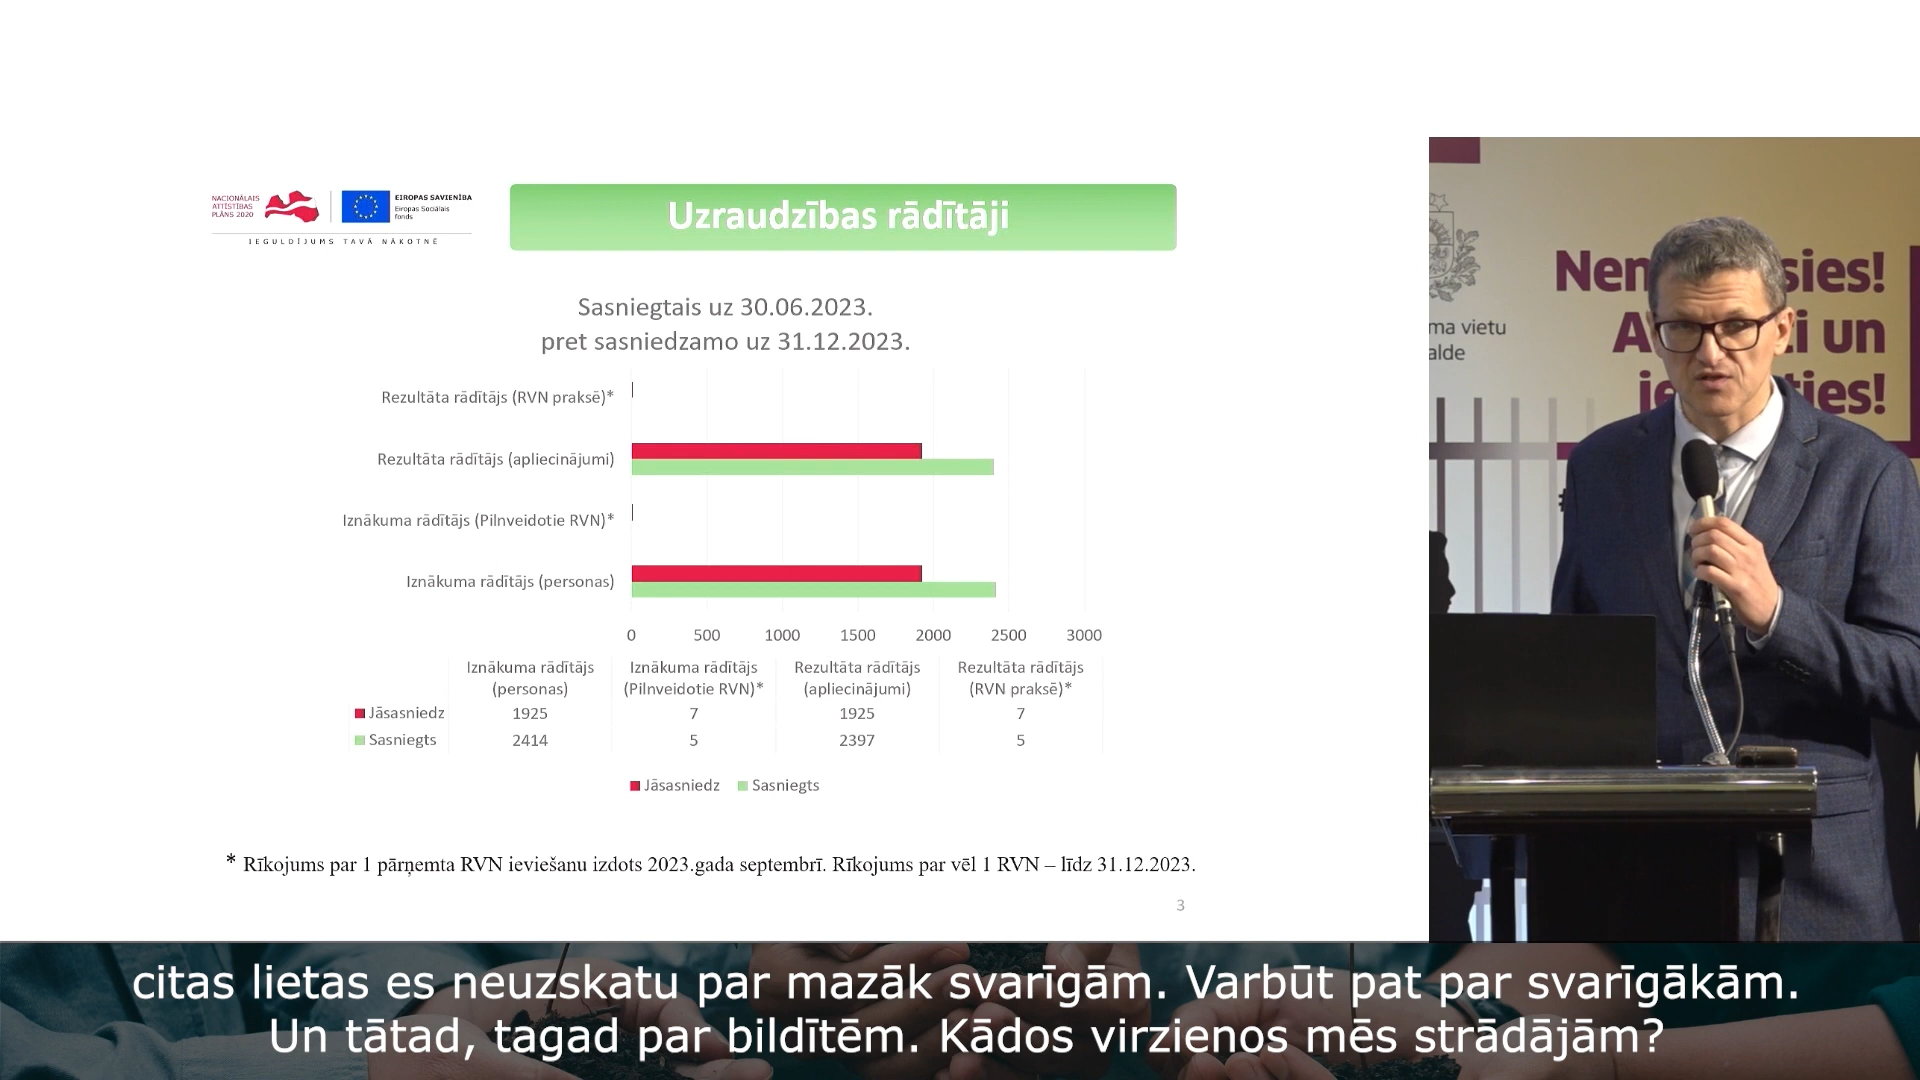 NACIONĀLAIS
ATTĪSTĪBAS
PLĀNS 2020
EIROPAS SAVIENĪBA
Eiropas Sociālais
fonds
IEGULDĪJUMS TAVĀ NĀKOTNĒ
Uzraudzības rādītāji
Sasniegtais uz 30.06.2023.
pret sasniedzamo uz 31.12.2023.
Rezultāta rādītājs (RVN praksē)*
Rezultāta rādītājs (apliecinājumi)
Iznākuma rādītājs (Pilnveidotie RVN)*
Iznākuma rādītājs (personas)
0 500 1000 1500 2000 2500 3000
Iznākuma rādītājs (personas) Iznākuma rādītājs (Pilnveidotie RVN)* Rezultāta rādītājs (apliecinājumi) Rezultāta rādītājs (RVN praksē)*
Jāsasniedz 1925 7 1925 7
Sasniegts 2414 5 2397 5
Jāsasniedz Sasniegts
* Rīkojums par 1 pārņemta RVN ieviešanu izdots 2023.gada septembrī. Rīkojums par vēl 1 RVN – līdz 31.12.2023.
3
ma vietu
alde
Nem sies!
A i un
ie ties!
citas lietas es neuzskatu par mazāk svarīgām. Varbūt pat par svarīgākām.
Un tātad, tagad par bildītēm. Kādos virzienos mēs strādājām?